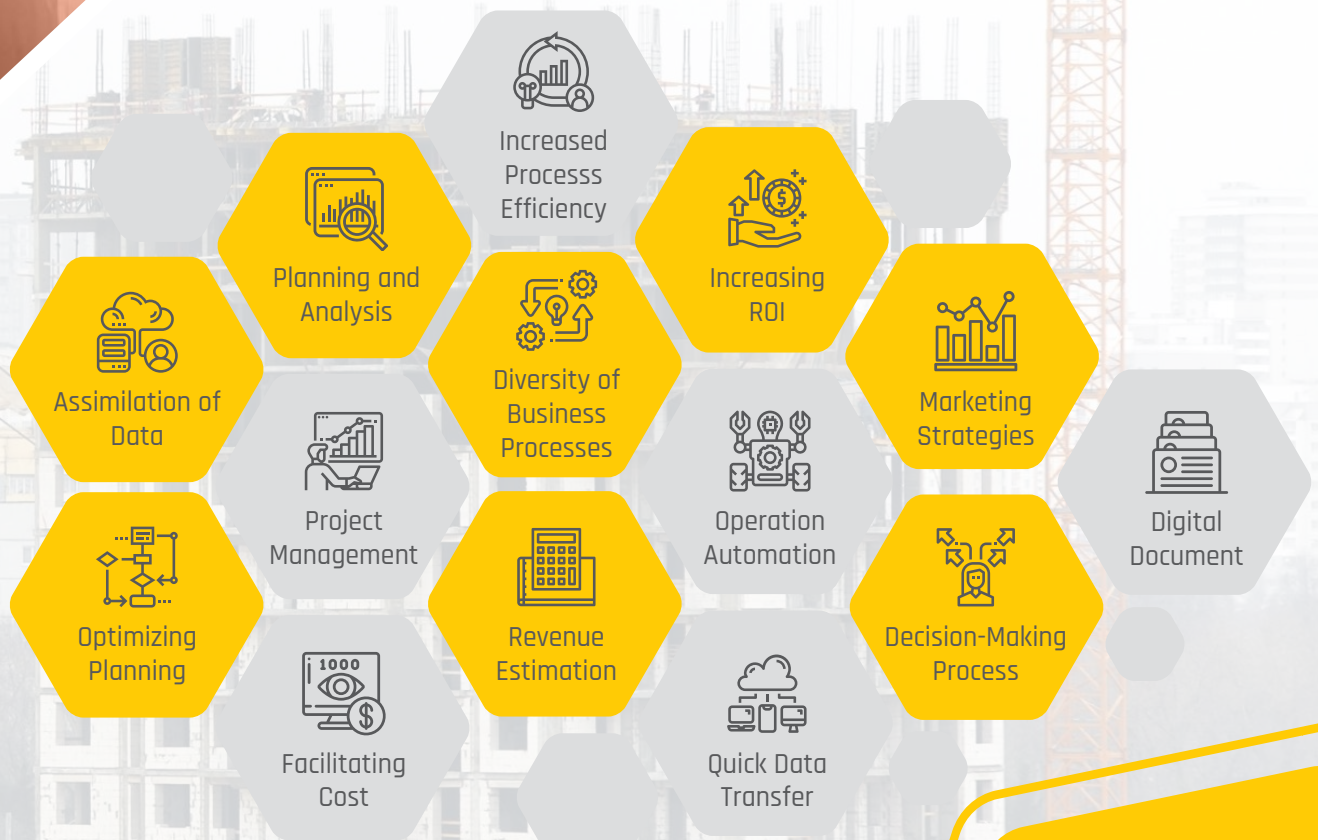 Increased
Processs
Efficiency
Planning and
Analysis
Increasing
ROI
Assimilation of
Data
Diversity of
Business
Processes
Marketing
Strategies
Project
Management
Operation
Automation
Digital
Document
Optimizing
Planning
Revenue
Estimation
Decision-Making
Process
1000
Facilitating
Cost
Quick Data
Transfer